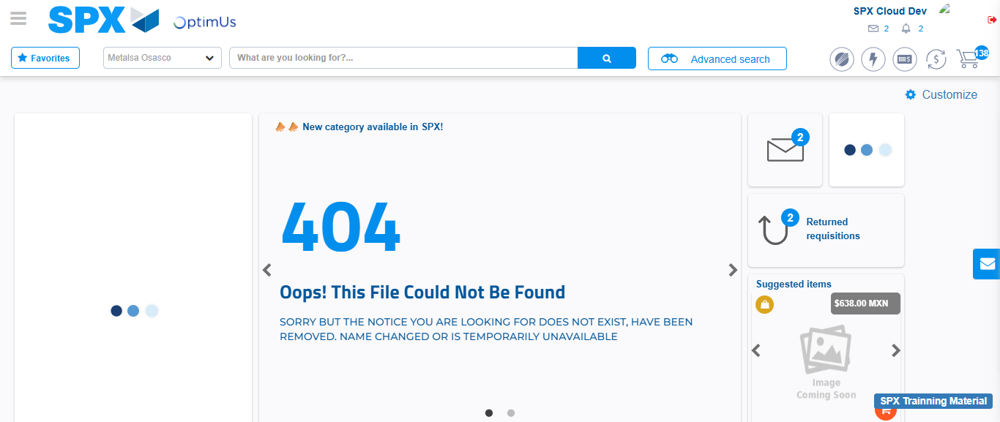 SPX
OptimUs
SPX Cloud Dev
2
2
Favorites
Metalsa Osasco
What are you looking for?...
Advanced search
$
$
138
Customize
New category available in SPX!
404
Oops! This File Could Not Be Found
SORRY BUT THE NOTICE YOU ARE LOOKING FOR DOES NOT EXIST, HAVE BEEN
REMOVED. NAME CHANGED OR IS TEMPORARILY UNAVAILABLE
2
2
Returned
requisitions
Suggested items
$638.00 MXN
Image
Coming Soon
SPX Trainning Material